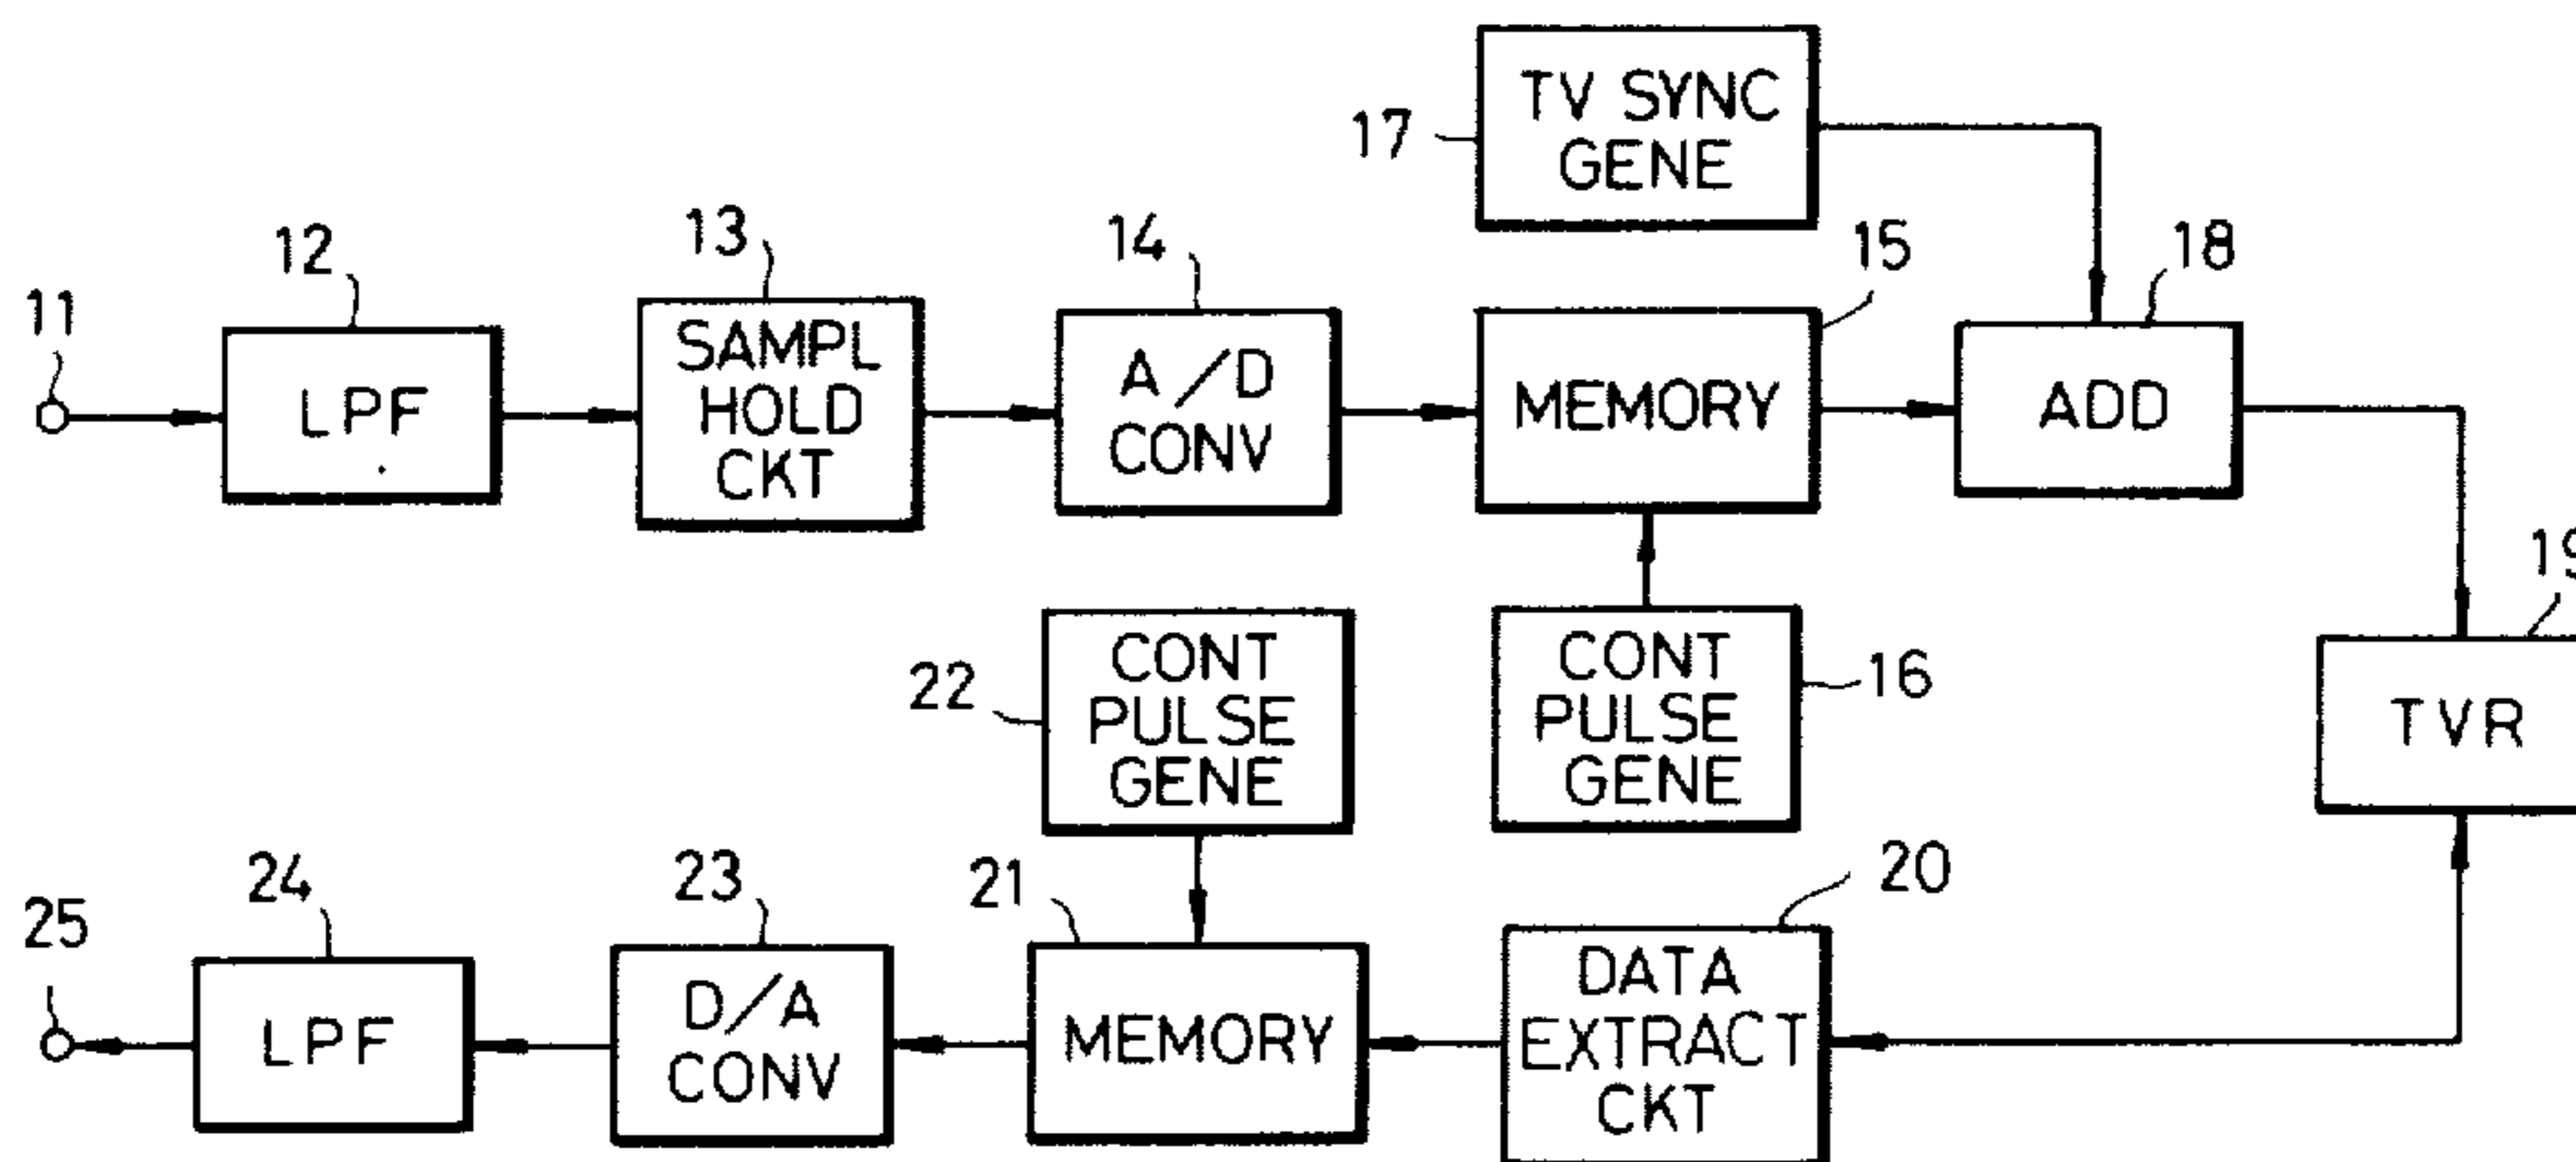 17
TV SYNC
GENE
11
12
LPF
13
SAMPL
HOLD
CKT
14
A/D
CONV
15
MEMORY
18
ADD
19
TVR
16
CONT
PULSE
GENE
22
CONT
PULSE
GENE
25
24
LPF
23
D/A
CONV
21
MEMORY
20
DATA
EXTRACT
CKT